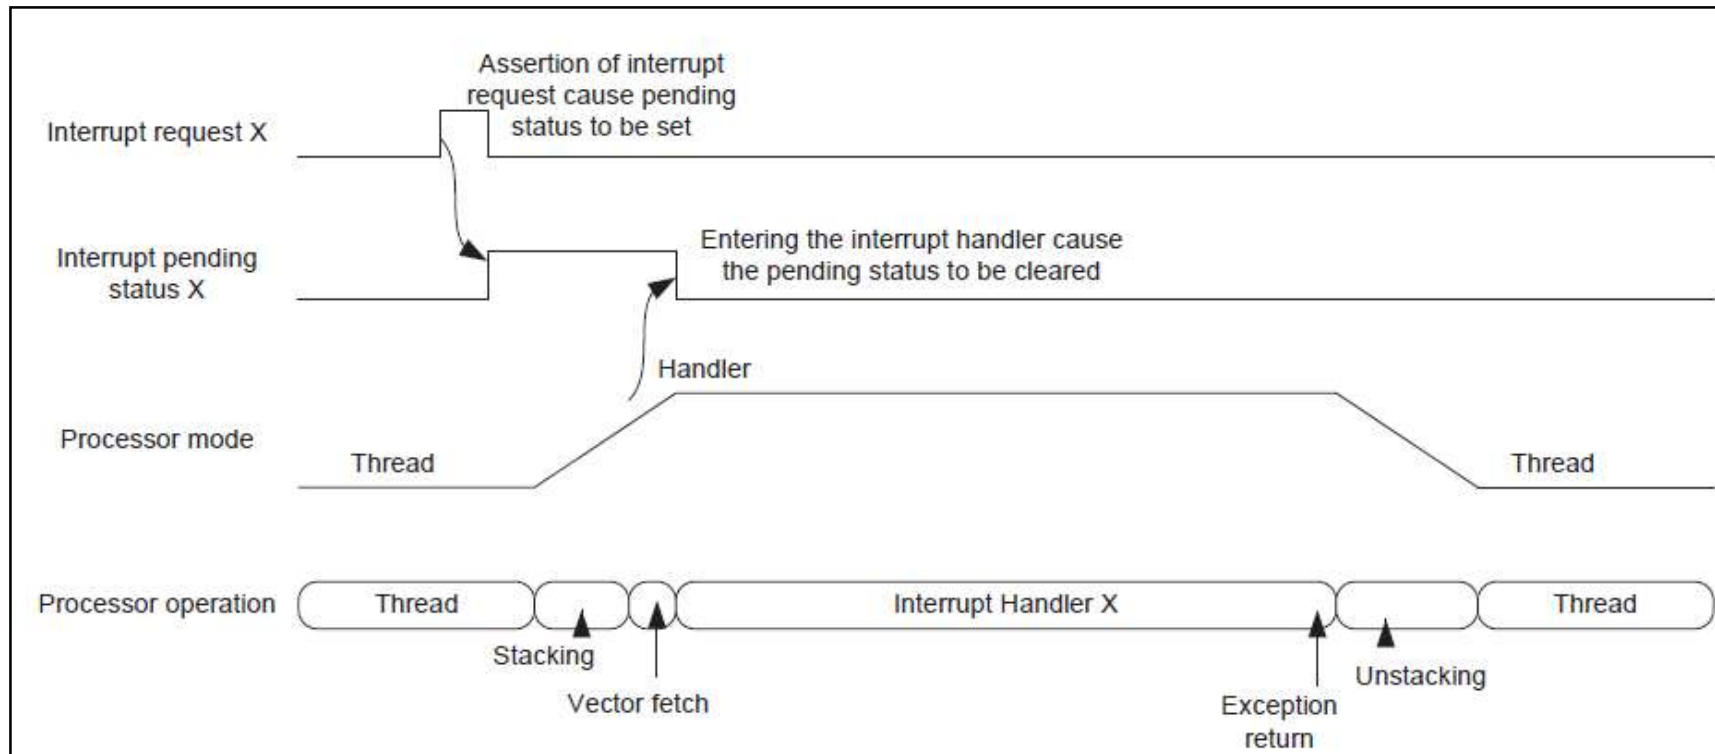 Assertion of interrupt
request cause pending
status to be set
Interrupt request X
Entering the interrupt handler cause
the pending status to be cleared
Interrupt pending
status X
Handler
Processor mode
Thread
Thread
Processor operation
Thread
Interrupt Handler X
Thread
Stacking
Vector fetch
Exception
return
Unstacking